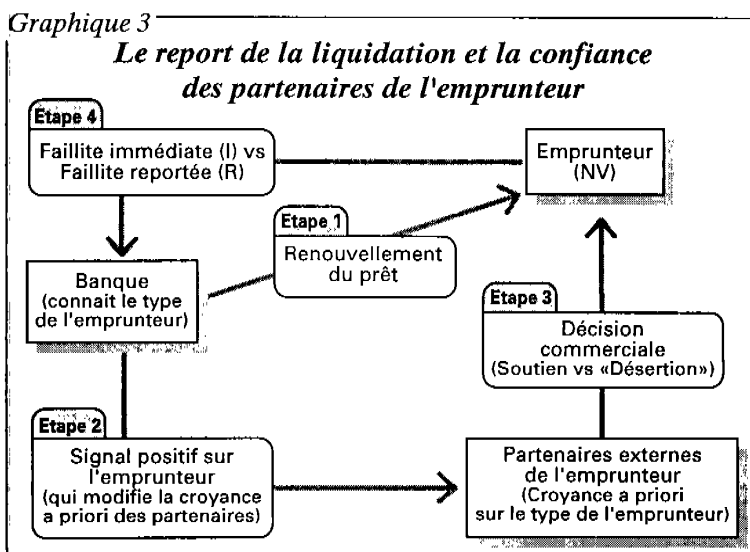 Graphique 3
Le report de la liquidation et la confiance
des partenaires de l'emprunteur
Etape 4
Faillite immédiate (I) vs
Faillite reportée (R)
Emprunteur
(NV)
Etape 1
Renouvellement
du prêt
Banque
(connait le type
de l'emprunteur)
Etape 3
Décision
commerciale
(Soutien vs «Désertion»)
Etape 2
Signal positif sur
l'emprunteur
(qui modifie la croyance
a priori des partenaires)
Partenaires externes
de l'emprunteur
(Croyance a priori
sur le type de l'emprunteur)